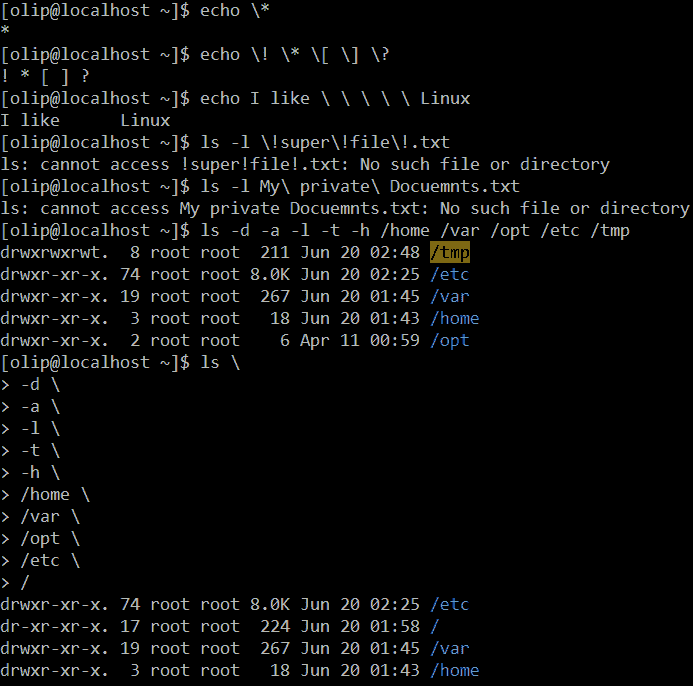 [olip@localhost ~]$ echo \*
*
[olip@localhost ~]$ echo \! \* \[ \] \?
! * [ ] ?
[olip@localhost ~]$ echo I like \ \ \ \ \ Linux
I like      Linux
[olip@localhost ~]$ ls -l \!super\!file\!.txt
ls: cannot access !super!file!.txt: No such file or directory
[olip@localhost ~]$ ls -l My\ private\ Docuemnts.txt
ls: cannot access My private Docuemnts.txt: No such file or directory
[olip@localhost ~]$ ls -d -a -l -t -h /home /var /opt /etc /tmp
drwxrwxrwt.  8 root root  211 Jun 20 02:48 /tmp
drwxr-xr-x. 74 root root 8.0K Jun 20 02:25 /etc
drwxr-xr-x. 19 root root  267 Jun 20 01:45 /var
drwxr-xr-x.  3 root root   18 Jun 20 01:43 /home
drwxr-xr-x.  2 root root    6 Apr 11 00:59 /opt
[olip@localhost ~]$ ls \
> -d \
> -a \
> -l \
> -t \
> -h \
> /home \
> /var \
> /opt \
> /etc \
> /
drwxr-xr-x. 74 root root 8.0K Jun 20 02:25 /etc
dr-xr-xr-x. 17 root root  224 Jun 20 01:58 /
drwxr-xr-x. 19 root root  267 Jun 20 01:45 /var
drwxr-xr-x.  3 root root   18 Jun 20 01:43 /home